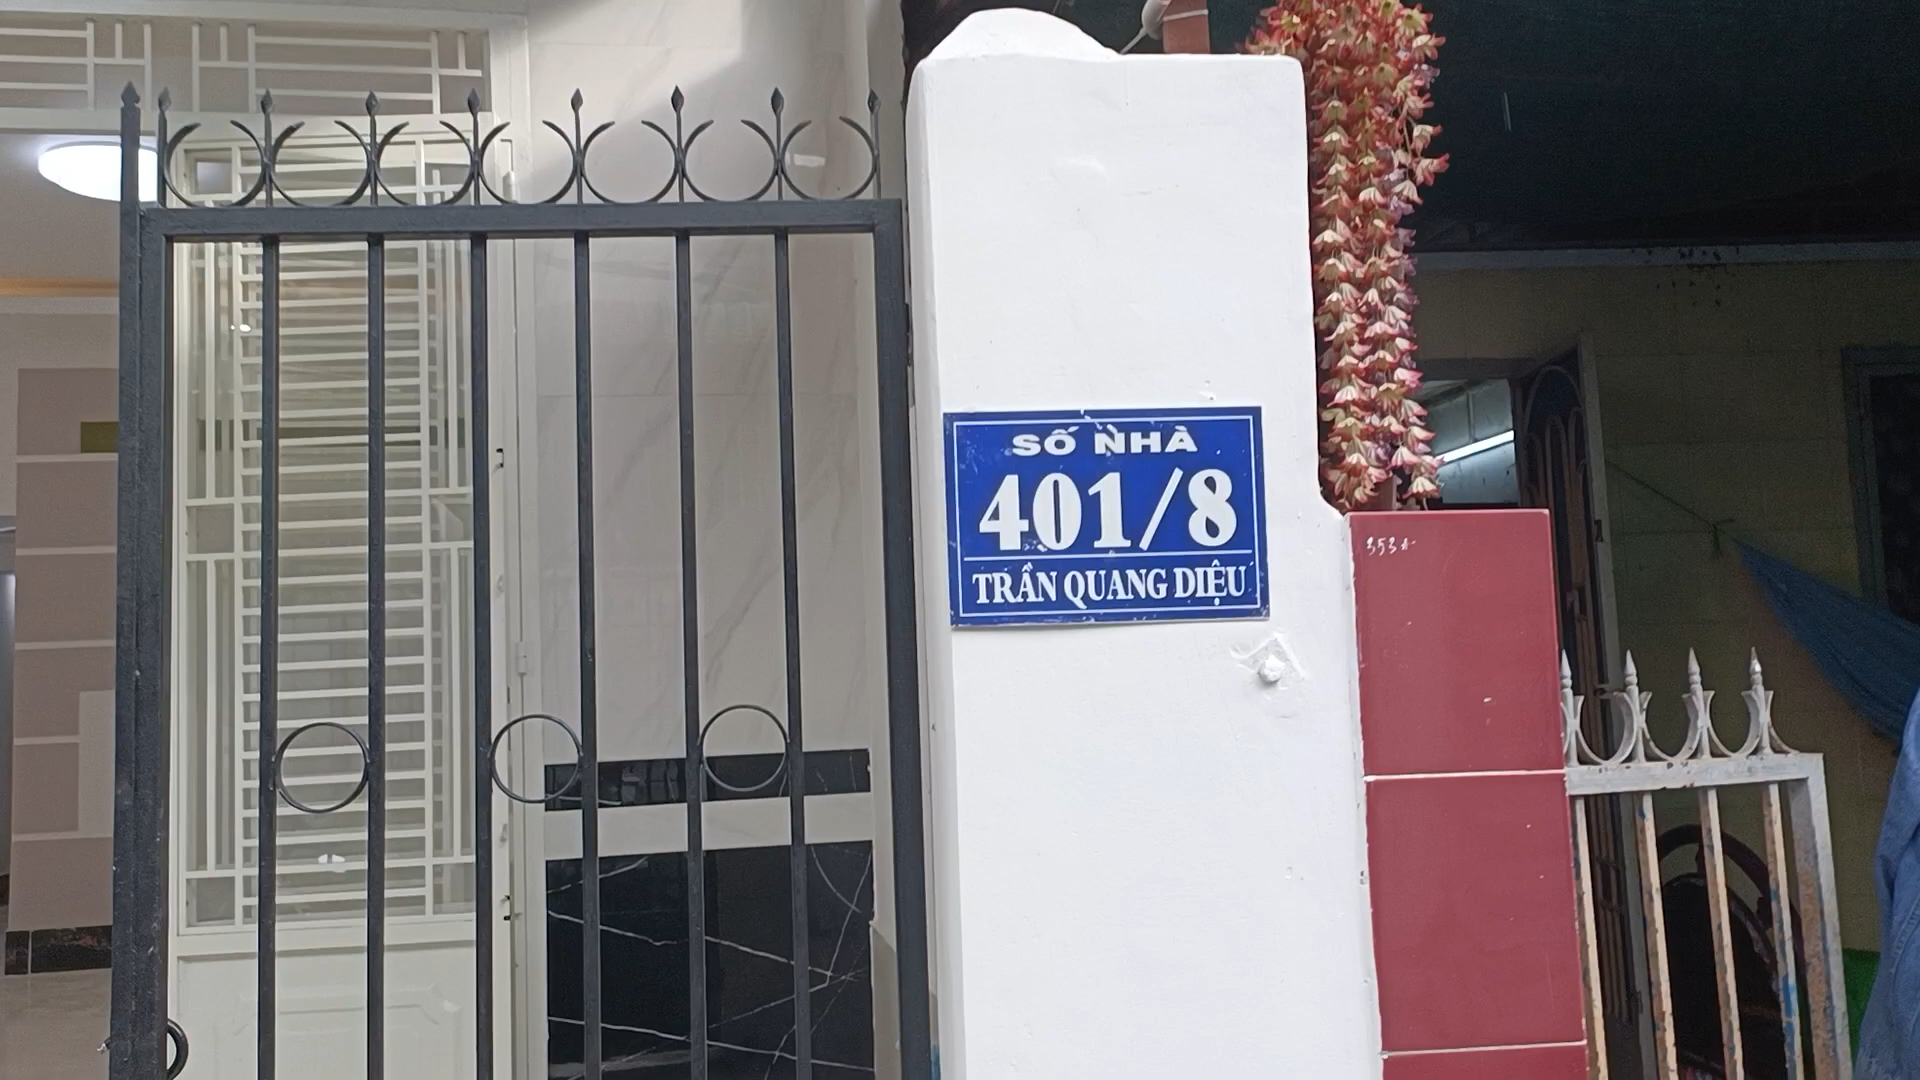 SỐ NHÀ
401/8
TRẦN QUANG DIỆU